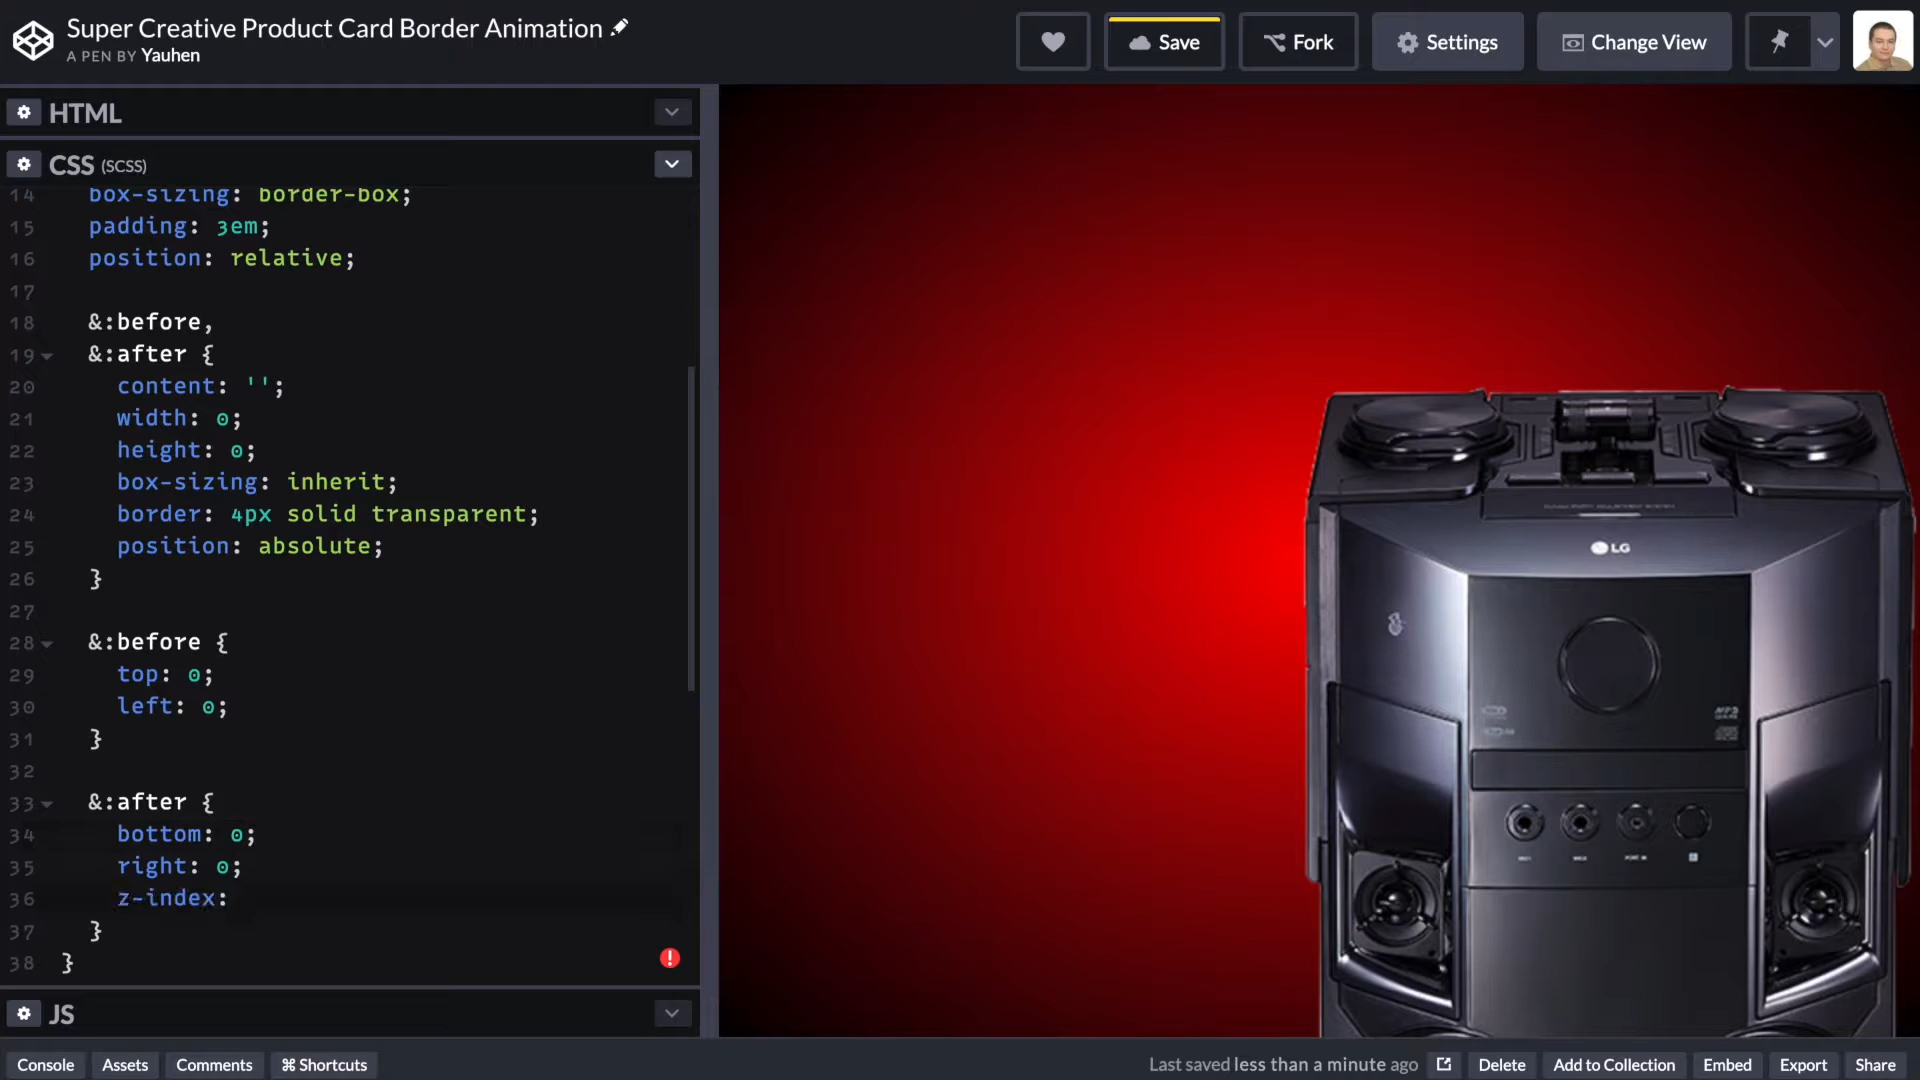 Super Creative Product Card Border Animation
A PEN BY Yauhen
Save
Fork
Settings
Change View
HTML
CSS (SCSS)
14 box-sizing: border-box;
15 padding: 3em;
16 position: relative;
17
18 &:before,
19 &:after {
20 content: '';
21 width: 0;
22 height: 0;
23 box-sizing: inherit;
24 border: 4px solid transparent;
25 position: absolute;
26 }
27
28 &:before {
29 top: 0;
30 left: 0;
31 }
32
33 &:after {
34 bottom: 0;
35 right: 0;
36 z-index:
37 }
38 }
LG
JS
Console
Assets
Comments
⌘ Shortcuts
Last saved less than a minute ago
Delete
Add to Collection
Embed
Export
Share